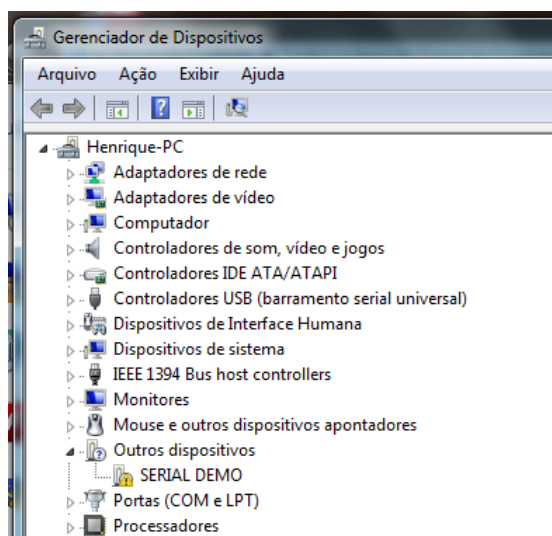 Gerenciador de Dispositivos
Arquivo Ação Exibir Ajuda
Henrique-PC
Adaptadores de rede
Adaptadores de vídeo
Computador
Controladores de som, vídeo e jogos
Controladores IDE ATA/ATAPI
Controladores USB (barramento serial universal)
Dispositivos de Interface Humana
Dispositivos de sistema
IEEE 1394 Bus host controllers
Monitores
Mouse e outros dispositivos apontadores
Outros dispositivos
SERIAL DEMO
Portas (COM e LPT)
Processadores